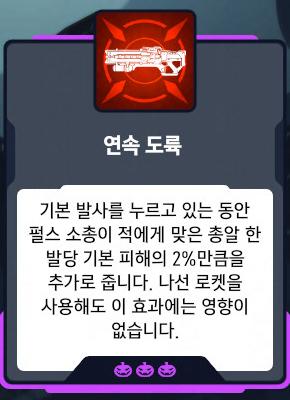 연속 도륙
기본 발사를 누르고 있는 동안
펄스 소총이 적에게 맞은 총알 한
발당 기본 피해의 2%만큼을
추가로 줍니다. 나선 로켓을
사용해도 이 효과에는 영향이
없습니다.